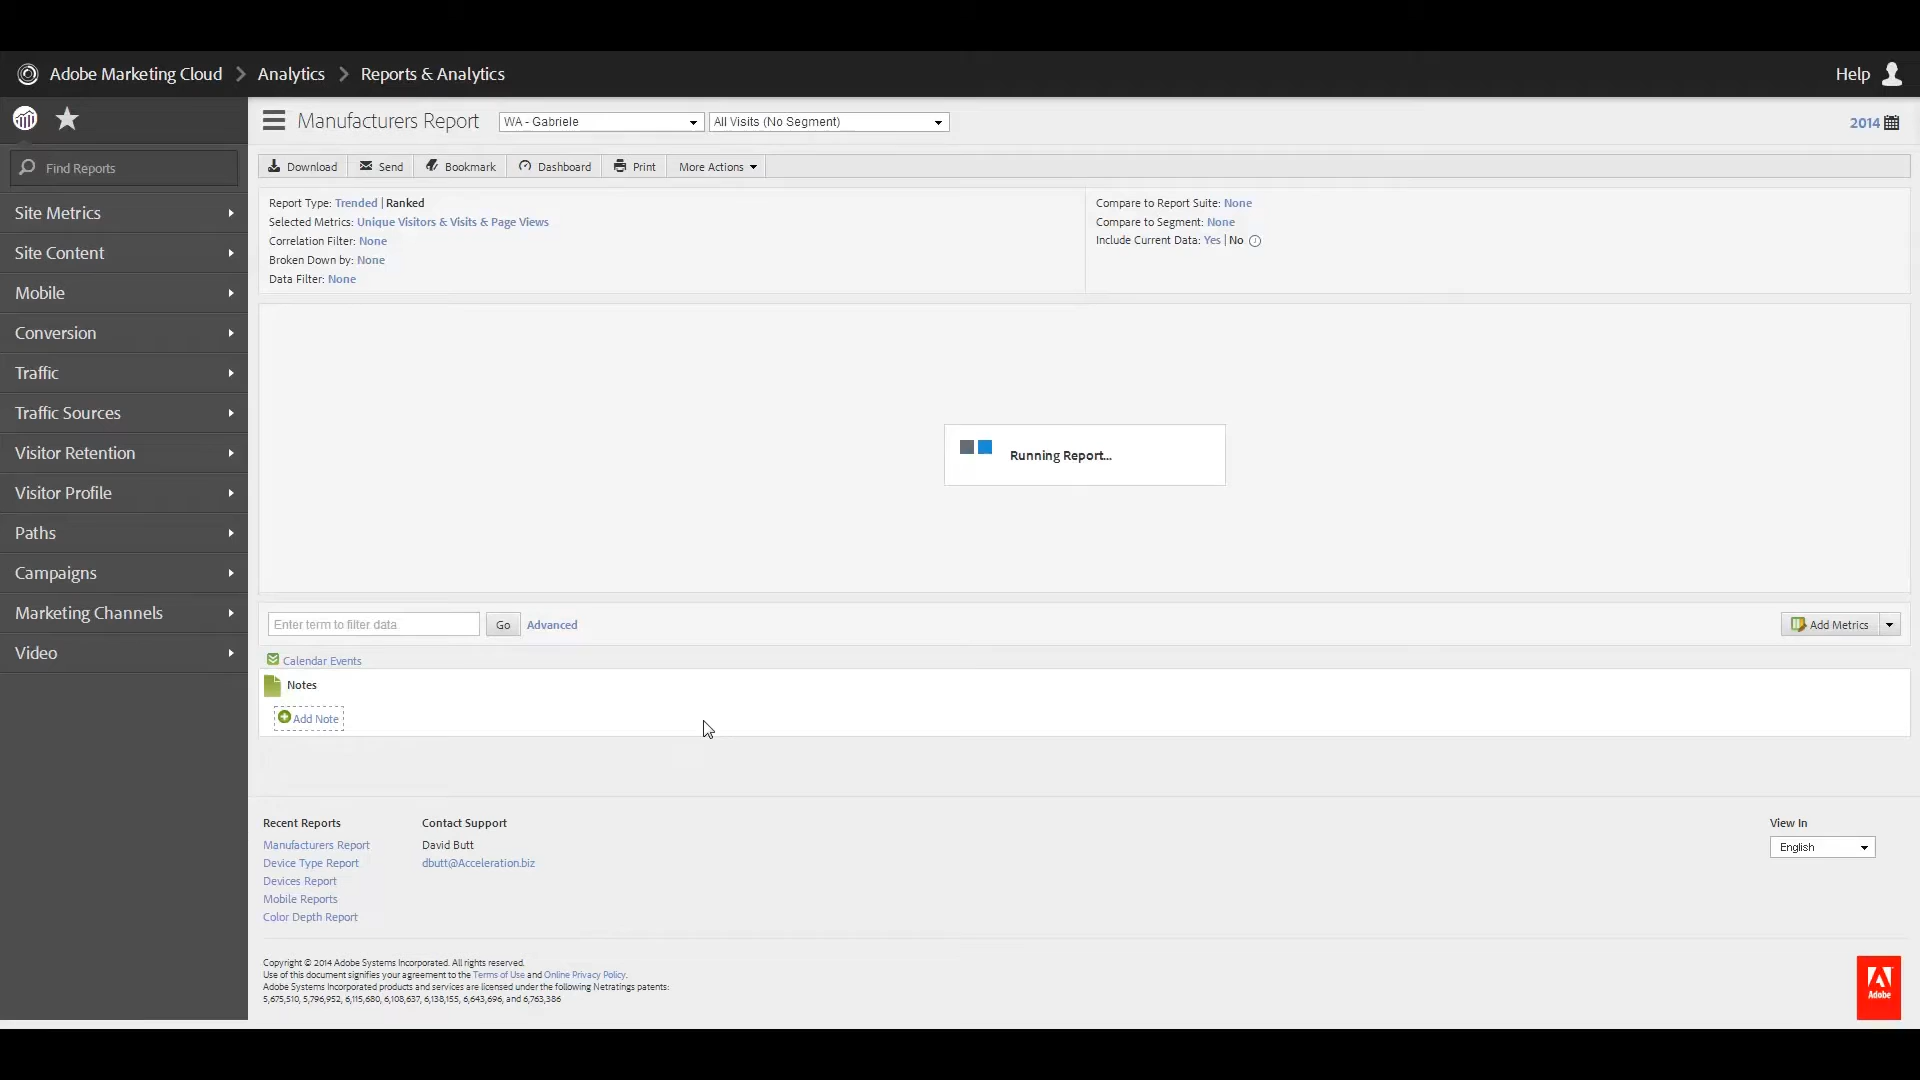 Adobe Marketing Cloud > Analytics > Reports & Analytics
Help
Manufacturers Report
WA - Gabriele
All Visits (No Segment)
2014
Find Reports
Site Metrics
Site Content
Mobile
Conversion
Traffic
Traffic Sources
Visitor Retention
Visitor Profile
Paths
Campaigns
Marketing Channels
Video
Download
Send
Bookmark
Dashboard
Print
More Actions
Report Type: Trended | Ranked
Selected Metrics: Unique Visitors & Visits & Page Views
Correlation Filter: None
Broken Down by: None
Data Filter: None
Compare to Report Suite: None
Compare to Segment: None
Include Current Data: Yes | No
Running Report...
Enter term to filter data
Go
Advanced
Add Metrics
Calendar Events
Notes
Add Note
Recent Reports
Manufacturers Report
Device Type Report
Devices Report
Mobile Reports
Color Depth Report
Contact Support
David Butt
dbutt@Acceleration.biz
View In
English
Copyright © 2014 Adobe Systems Incorporated. All rights reserved.
Use of this document signifies your agreement to the Terms of Use and Online Privacy Policy.
Adobe Systems Incorporated products and services are licensed under the following Netratings patents:
5,675,510, 5,796,952, 6,115,680, 6,108,637, 6,138,155, 6,643,696, and 6,763,386
Adobe